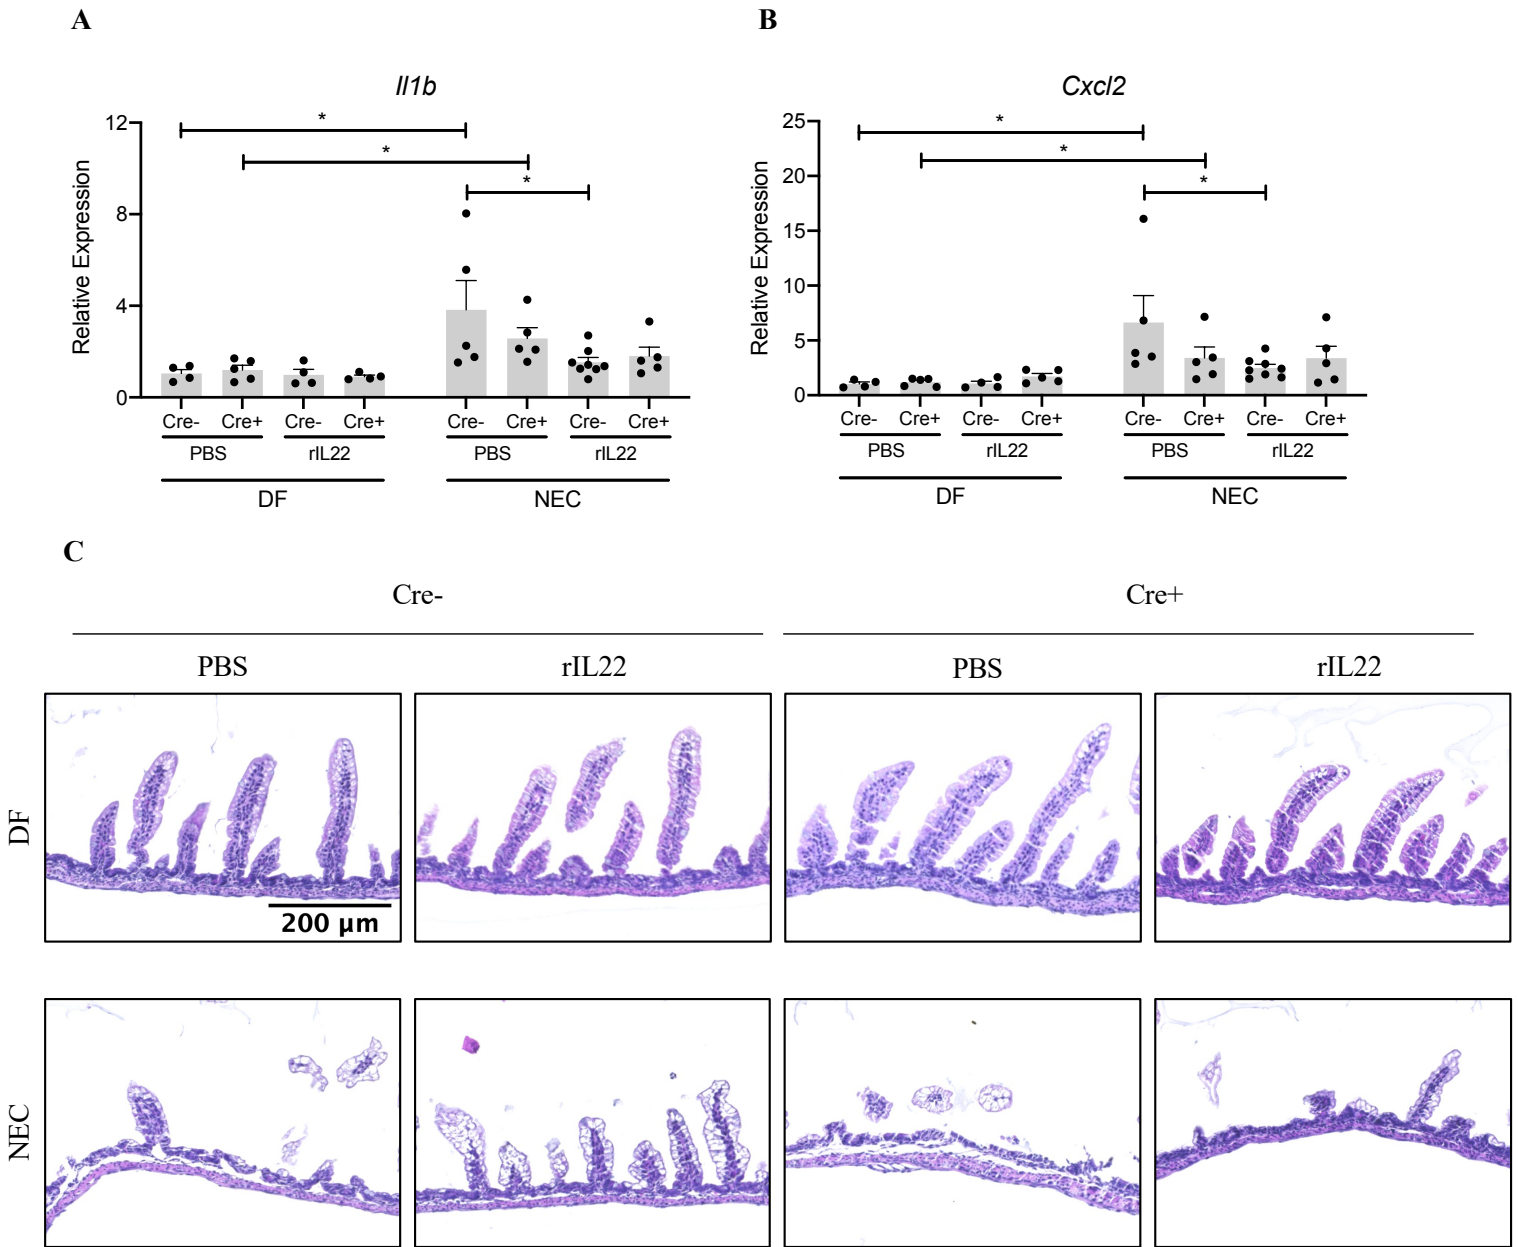 A
B
Il1b
Cxcl2
Relative Expression
12
8
4
0
*
*
*
Cre- Cre+ Cre- Cre+ Cre- Cre+ Cre- Cre+
PBS rIL22 PBS rIL22
DF NEC
Relative Expression
25
20
15
10
5
0
*
*
*
Cre- Cre+ Cre- Cre+ Cre- Cre+ Cre- Cre+
PBS rIL22 PBS rIL22
DF NEC
C
Cre- Cre+
PBS rIL22 PBS rIL22
DF
200 µm
NEC